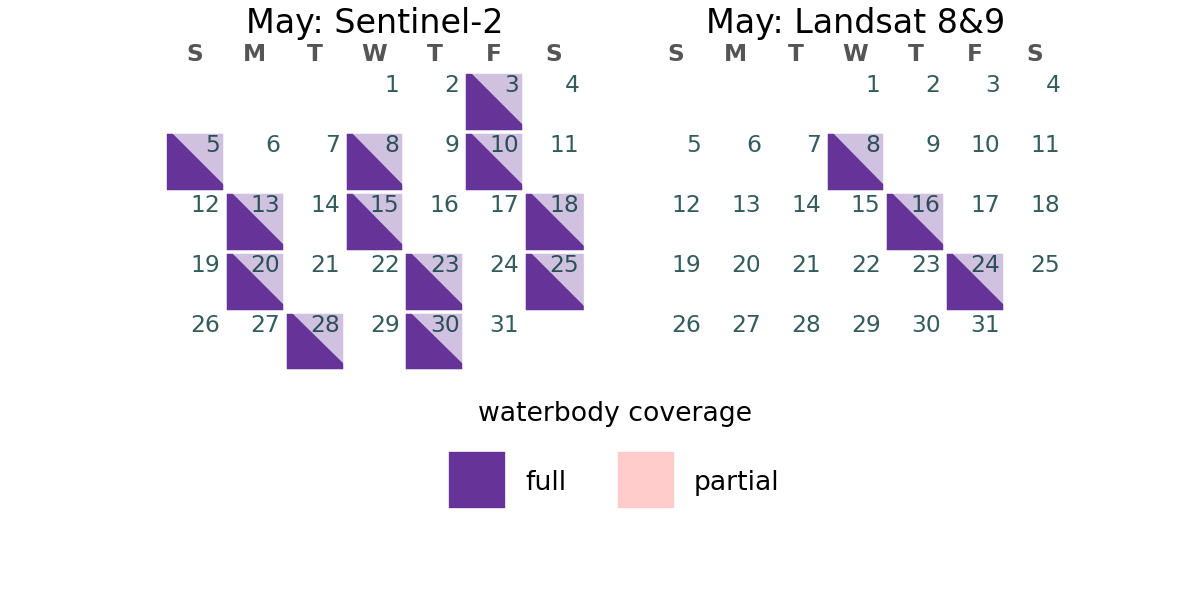 May: Sentinel-2
S M T W T F S
1 2 3 4
5 6 7 8 9 10 11
12 13 14 15 16 17 18
19 20 21 22 23 24 25
26 27 28 29 30 31
May: Landsat 8&9
S M T W T F S
1 2 3 4
5 6 7 8 9 10 11
12 13 14 15 16 17 18
19 20 21 22 23 24 25
26 27 28 29 30 31
waterbody coverage
full partial